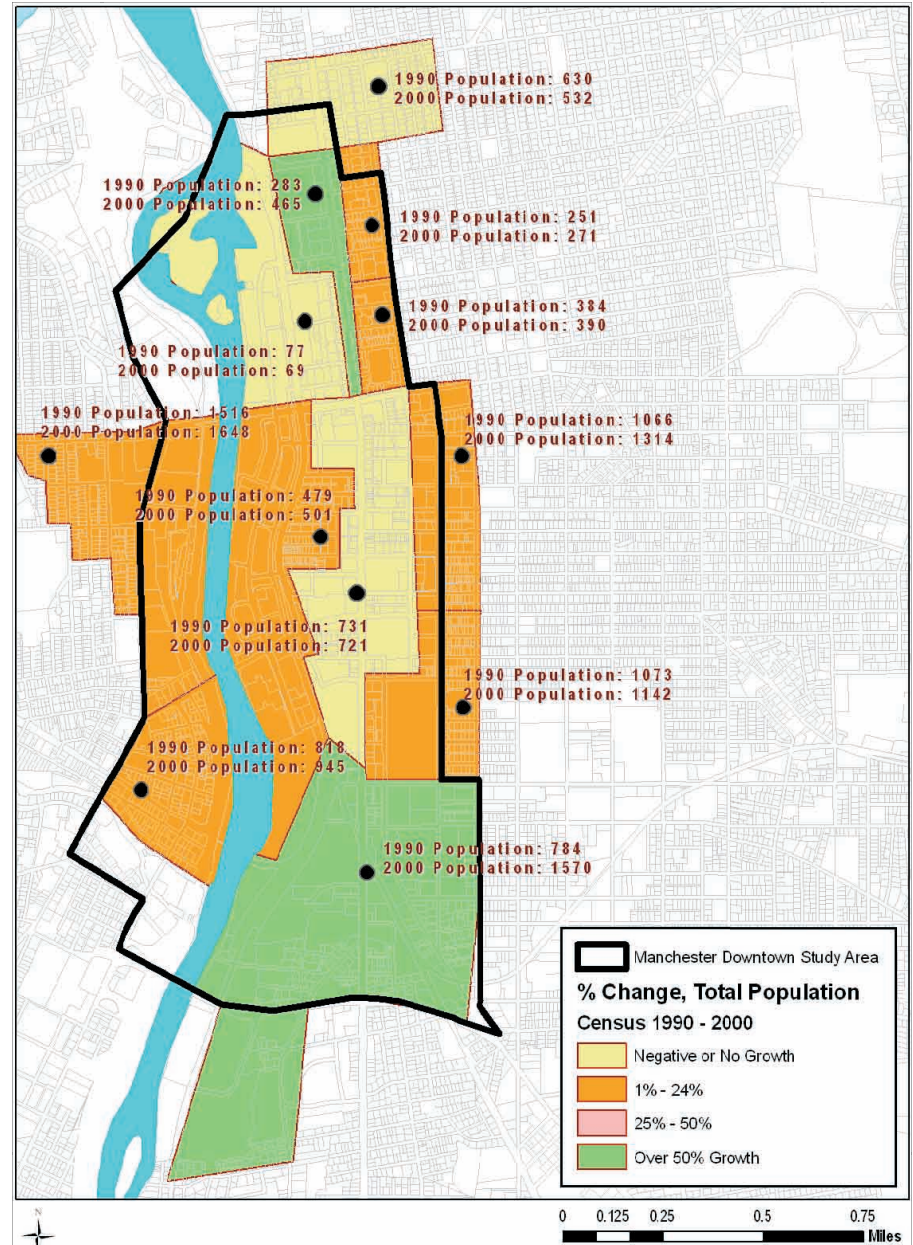 1990 Population: 630
2000 Population: 532
1990 Population: 283
2000 Population: 465
1990 Population: 251
2000 Population: 271
1990 Population: 384
2000 Population: 390
1990 Population: 77
2000 Population: 69
1990 Population: 1516
2000 Population: 1648
1990 Population: 1066
2000 Population: 1314
1990 Population: 479
2000 Population: 501
1990 Population: 731
2000 Population: 721
1990 Population: 1073
2000 Population: 1142
1990 Population: 818
2000 Population: 945
1990 Population: 784
2000 Population: 1570
Manchester Downtown Study Area
% Change, Total Population
Census 1990 - 2000
Negative or No Growth
1% - 24%
25% - 50%
Over 50% Growth
N
0 0.125 0.25 0.5 0.75
Miles